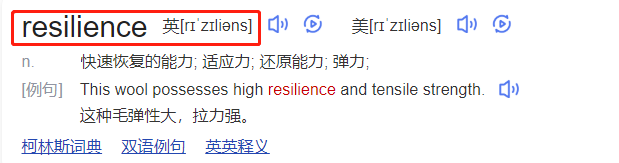 resilience 英[rɪˈzɪliəns] 美[rɪˈzɪliəns]
n. 快速恢复的能力; 适应力; 还原能力; 弹力;
[例句] This wool possesses high resilience and tensile strength.
这种毛弹性大，拉力强。
柯林斯词典 双语例句 英英释义